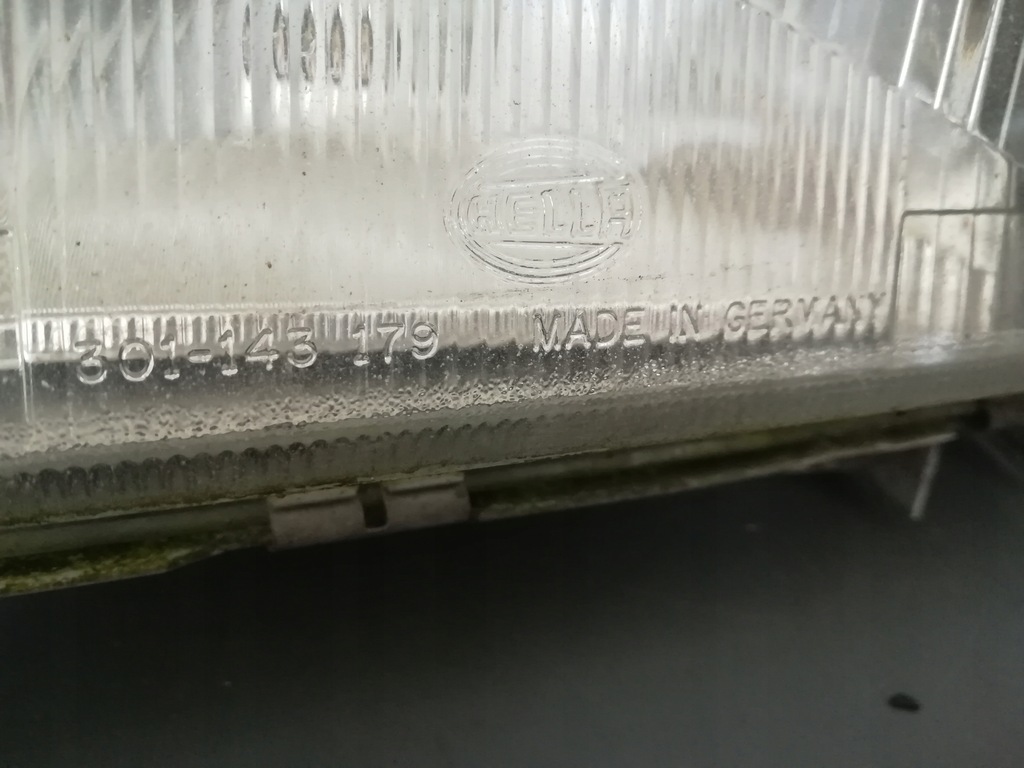 HELLA
301-143 179 MADE IN GERMANY